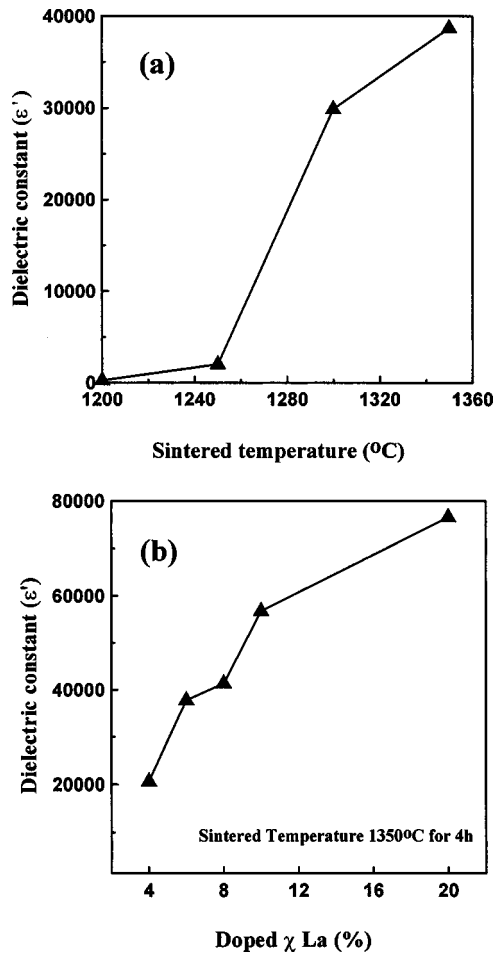 40000
(a)
30000
Dielectric constant (ε')
20000
10000
0
1200 1240 1280 1320 1360
Sintered temperature (ºC)
80000
(b)
60000
Dielectric constant (ε')
40000
20000
Sintered Temperature 1350ºC for 4h
4 8 12 16 20
Doped χ La (%)